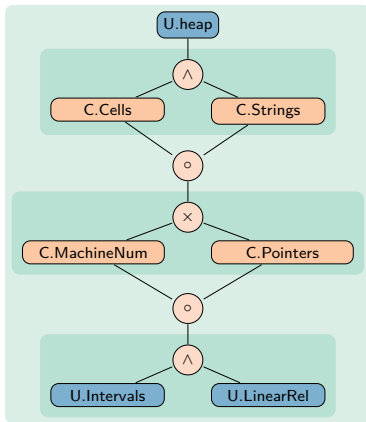 U.heap
∧
C.Cells C.Strings
∘
×
C.MachineNum C.Pointers
∘
∧
U.Intervals U.LinearRel